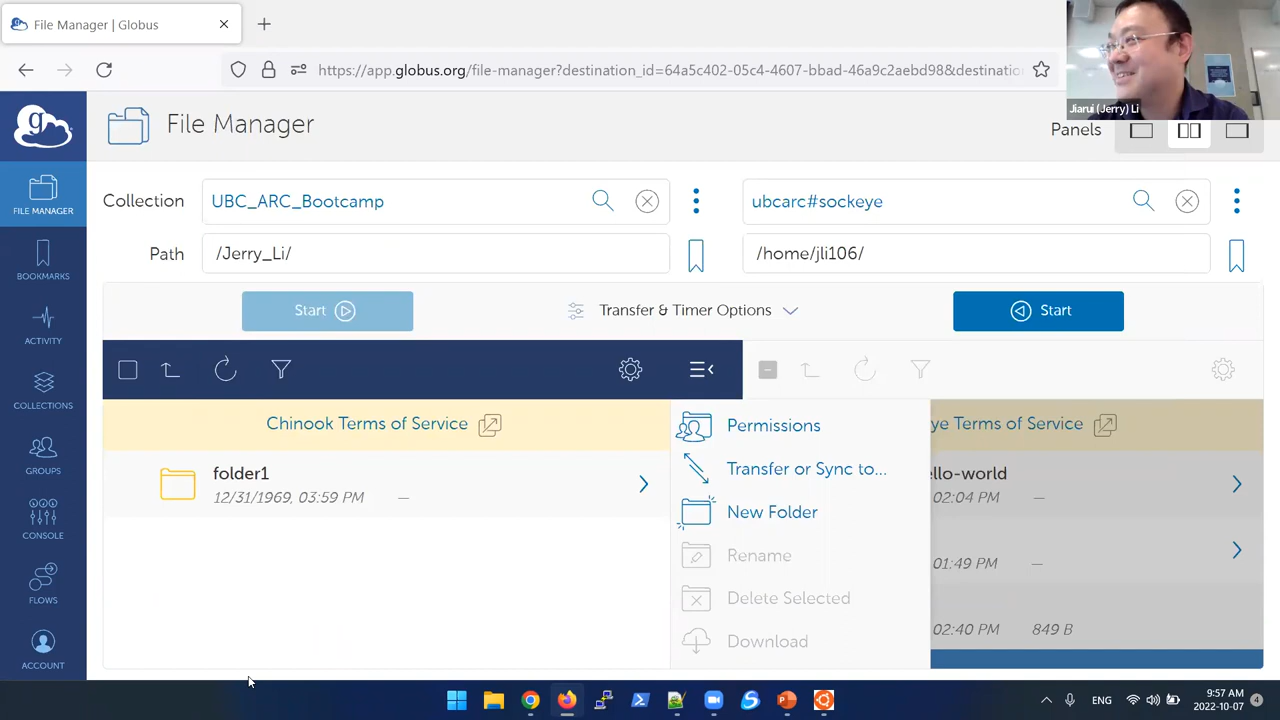 File Manager | Globus
https://app.globus.org/file-manager?destination_id=64a5c402-05c4-4607-bbad-46a9c2aebd98&destinatio
Jiarui (Jerry) Li
g
File Manager
Panels
FILE MANAGER
BOOKMARKS
ACTIVITY
COLLECTIONS
GROUPS
CONSOLE
FLOWS
ACCOUNT
Collection
UBC_ARC_Bootcamp
ubcarc#sockeye
Path
/Jerry_Li/
/home/jli106/
Start
Transfer & Timer Options
Start
Chinook Terms of Service
folder1
12/31/1969, 03:59 PM —
Permissions
Transfer or Sync to...
New Folder
Rename
Delete Selected
Download
ye Terms of Service
ello-world
02:04 PM —
01:49 PM —
02:40 PM 849 B
ENG
9:57 AM
2022-10-07
4